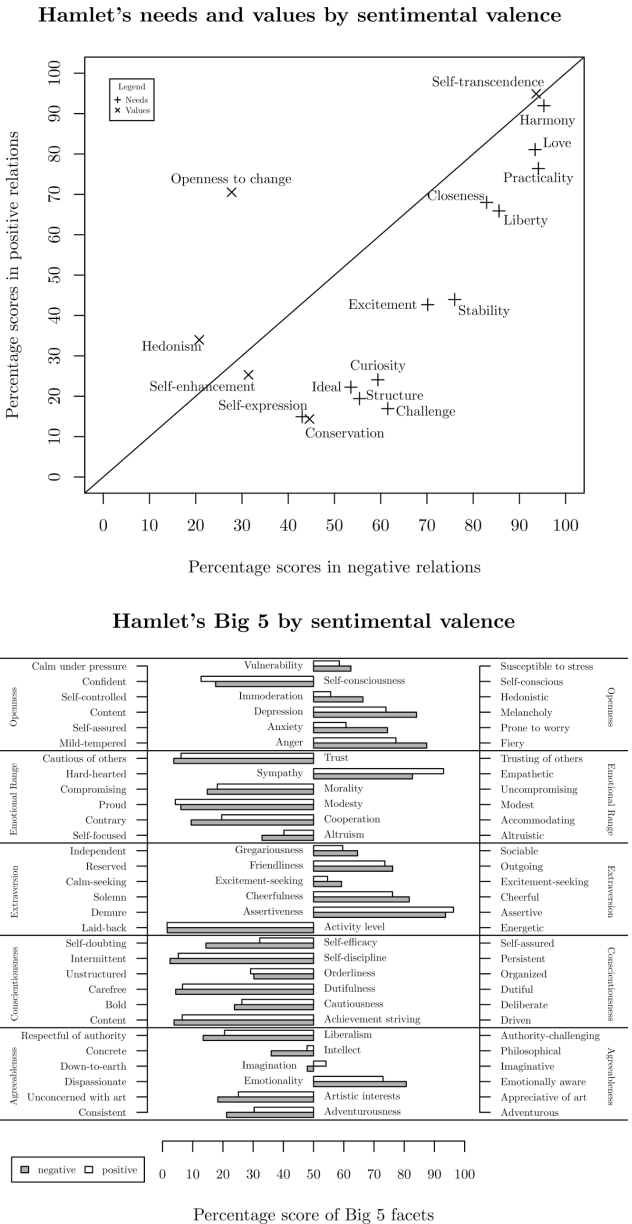 Hamlet's needs and values by sentimental valence
Percentage scores in positive relations
100
90
80
70
60
50
40
30
20
10
0
Legend
Needs
Values
Self-transcendence
Harmony
Love
Practicality
Openness to change
Closeness
Liberty
Excitement
Stability
Hedonism
Curiosity
Self-enhancement
Ideal
Structure
Self-expression
Challenge
Conservation
0 10 20 30 40 50 60 70 80 90 100
Percentage score in negative relations
Hamlet's Big 5 by sentimental valence
Openness
Calm under pressure Vulnerability Susceptible to stress
Confident Self-consciousness Self-conscious
Self-controlled Immoderation Hedonistic
Content Depression Melancholy
Self-assured Anxiety Prone to worry
Mild-tempered Anger Fiery
Openness
Emotional Range
Cautious of others Trust Trusting of others
Hard-hearted Sympathy Empathetic
Compromising Morality Uncompromising
Proud Modesty Modest
Contrary Cooperation Accommodating
Self-focused Altruism Altruistic
Emotional Range
Extraversion
Independent Gregariousness Sociable
Reserved Friendliness Outgoing
Calm-seeking Excitement-seeking Excitement-seeking
Solemn Cheerfulness Cheerful
Demure Assertiveness Assertive
Laid-back Activity level Energetic
Extraversion
Conscientiousness
Self-doubting Self-efficacy Self-assured
Intermittent Self-discipline Persistent
Unstructured Orderliness Organized
Carefree Dutifulness Dutiful
Bold Cautiousness Deliberate
Content Achievement striving Driven
Conscientiousness
Agreeableness
Respectful of authority Liberalism Authority-challenging
Concrete Intellect Philosophical
Down-to-earth Imagination Imaginative
Dispassionate Emotionality Emotionally aware
Unconcerned with art Artistic interests Appreciative of art
Consistent Adventurousness Adventurous
Agreeableness
negative positive
0 10 20 30 40 50 60 70 80 90 100
Percentage score of Big 5 facets